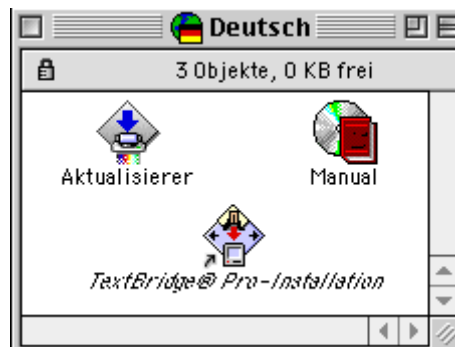 Deutsch
3 Objekte, 0 KB frei
Aktualisierer
Manual
TextBridge® Pro-Installation